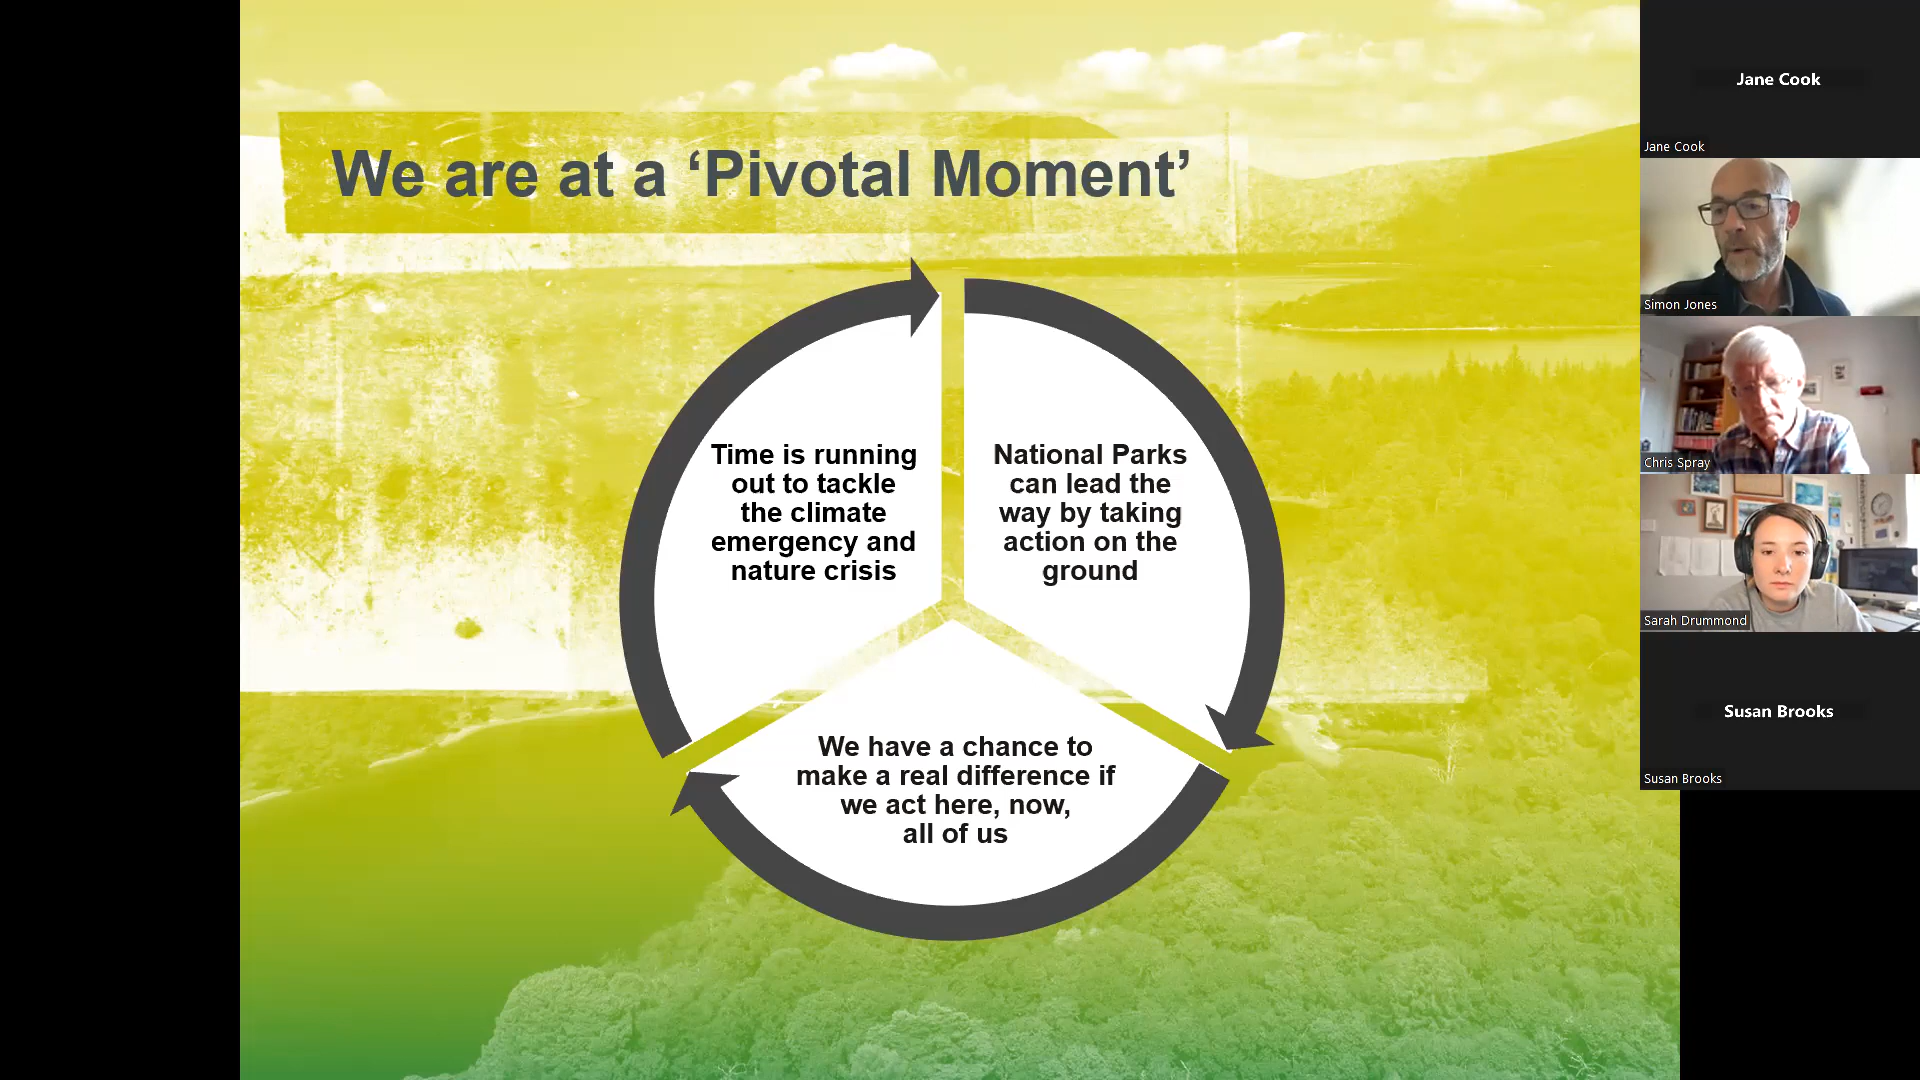 We are at a ‘Pivotal Moment’
Time is running
out to tackle
the climate
emergency and
nature crisis
National Parks
can lead the
way by taking
action on the
ground
We have a chance to
make a real difference if
we act here, now,
all of us
Jane Cook
Jane Cook
Simon Jones
Chris Spray
Sarah Drummond
Susan Brooks
Susan Brooks